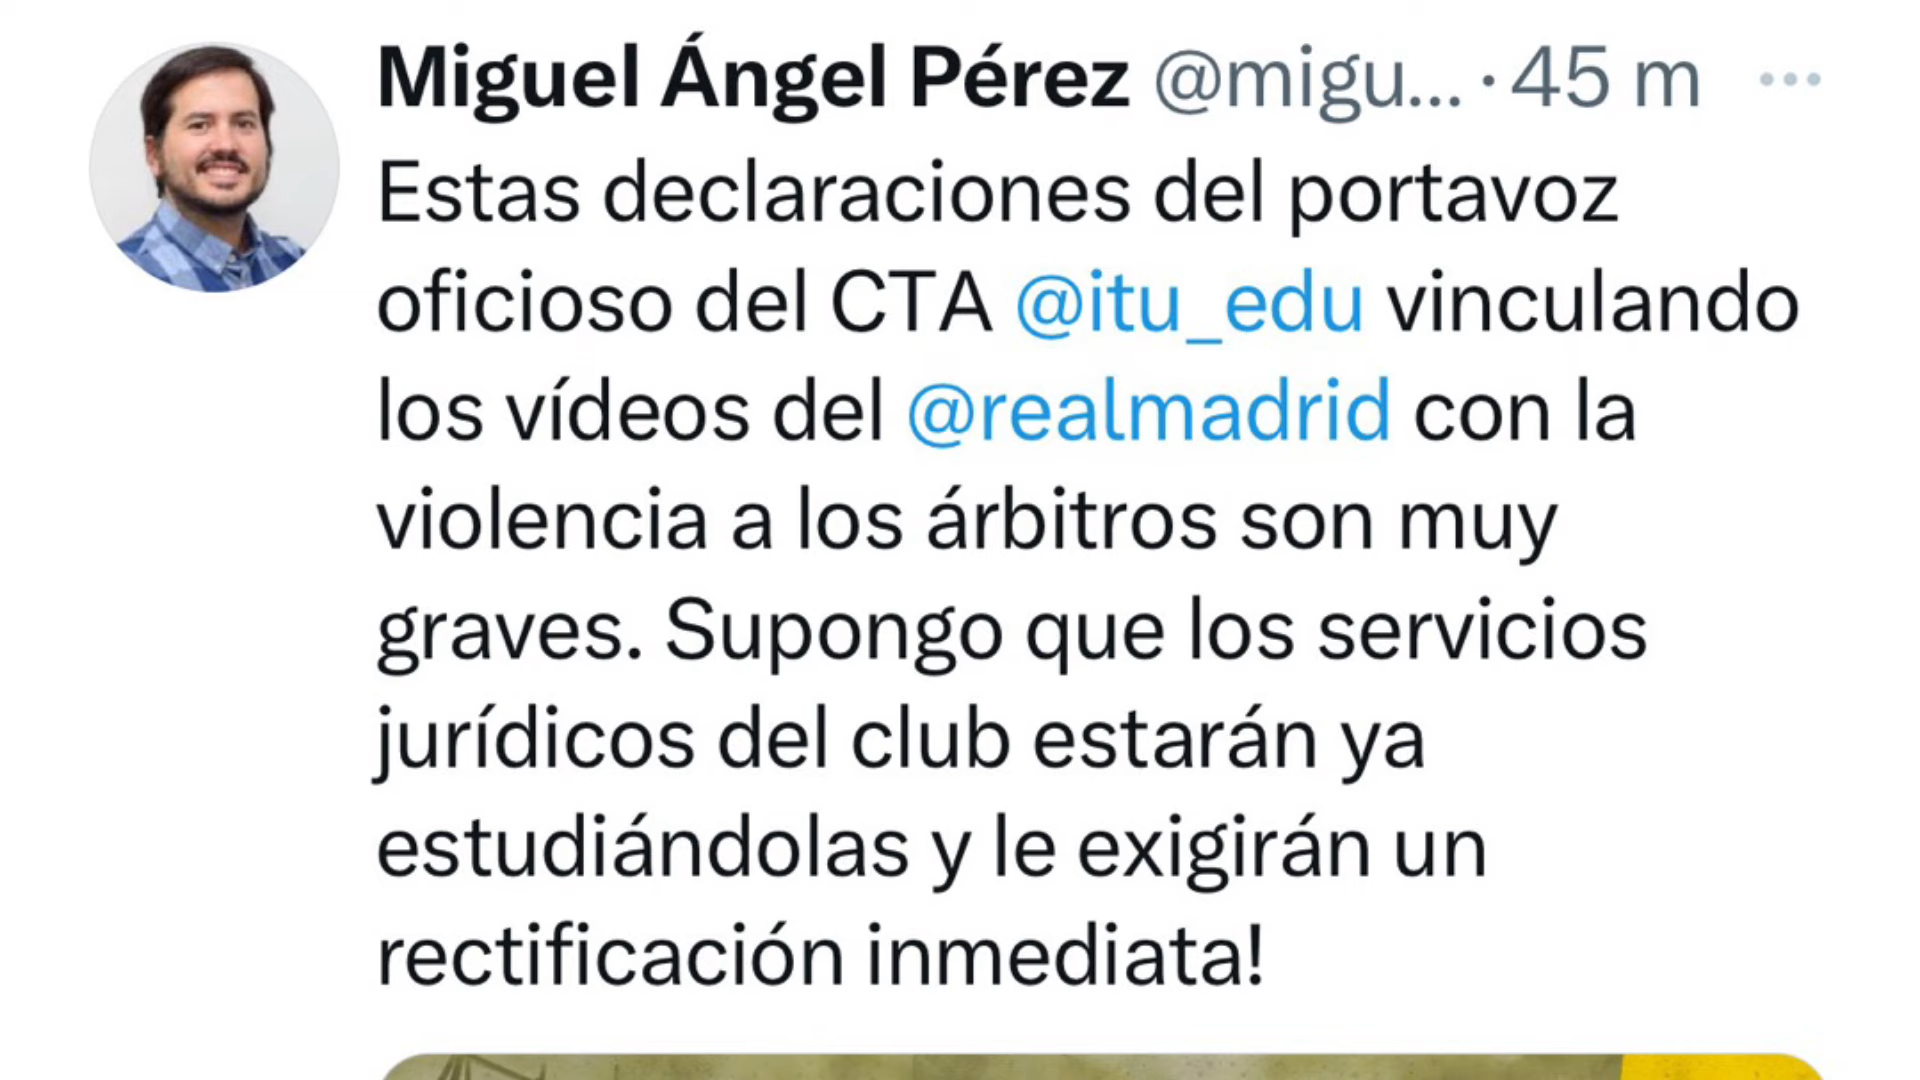 Miguel Ángel Pérez @migu... · 45 m ...
Estas declaraciones del portavoz
oficioso del CTA @itu_edu vinculando
los vídeos del @realmadrid con la
violencia a los árbitros son muy
graves. Supongo que los servicios
jurídicos del club estarán ya
estudiándolas y le exigirán un
rectificación inmediata!